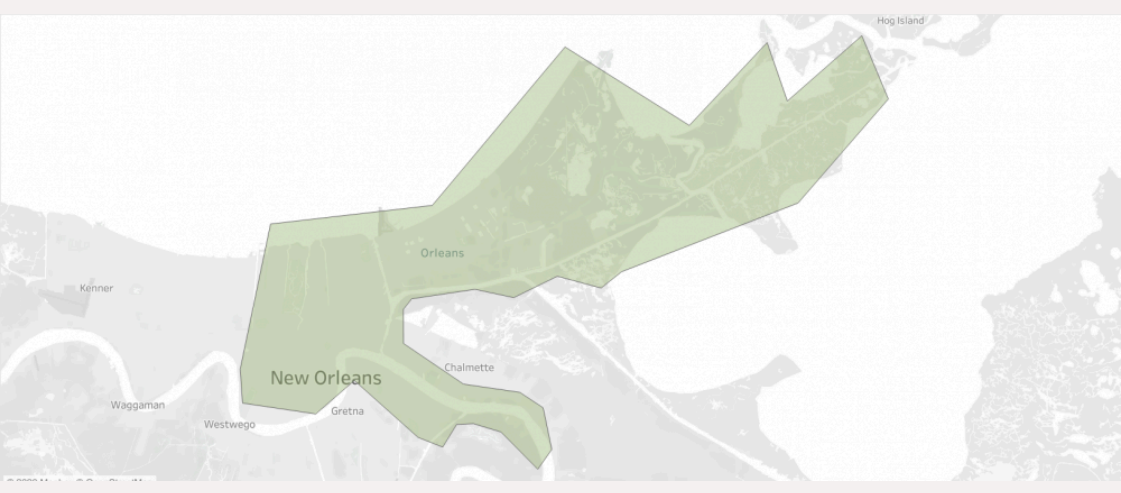 Hog Island
Orleans
Kenner
Chalmette
New Orleans
Waggaman
Gretna
Westwego